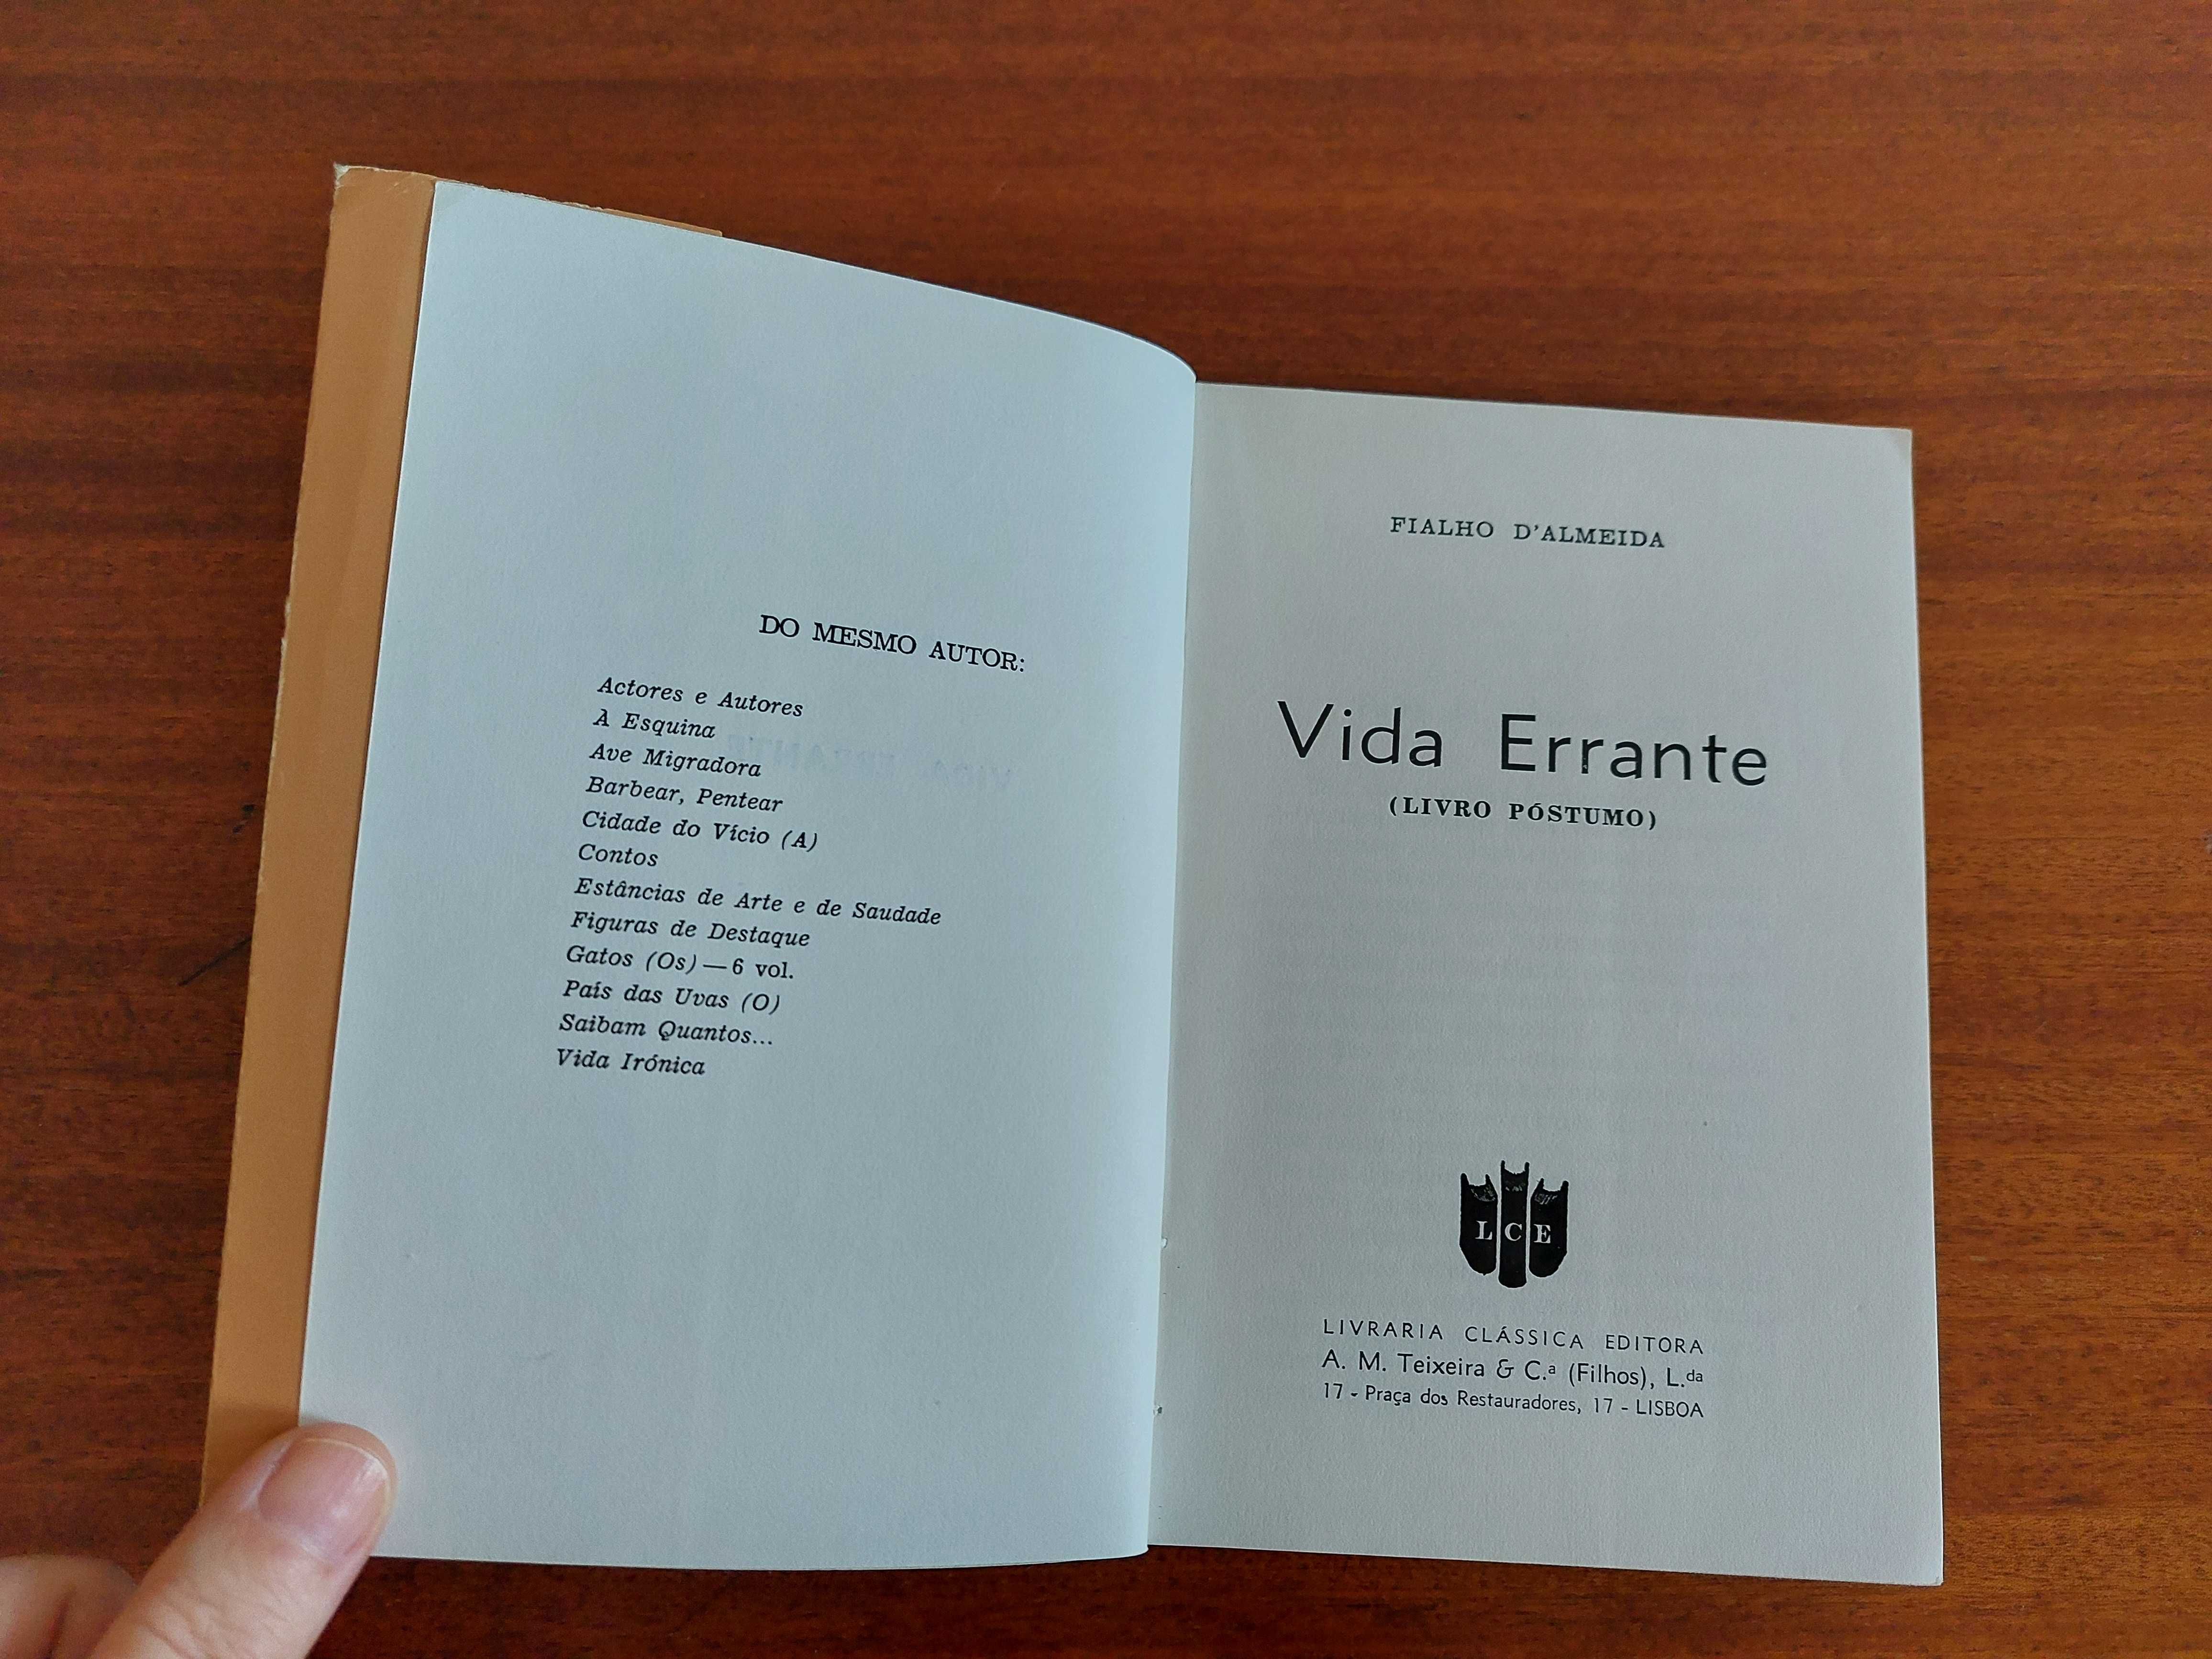 DO MESMO AUTOR:
Actores e Autores
À Esquina
Ave Migradora
Barbear, Pentear
Cidade do Vício (A)
Contos
Estâncias de Arte e de Saudade
Figuras de Destaque
Gatos (Os) — 6 vol.
País das Uvas (O)
Saibam Quantos...
Vida Irónica
FIALHO D'ALMEIDA
Vida Errante
(LIVRO PÓSTUMO)
L C E
LIVRARIA CLÁSSICA EDITORA
A. M. Teixeira & C.ª (Filhos), L.da
17 - Praça dos Restauradores, 17 - LISBOA